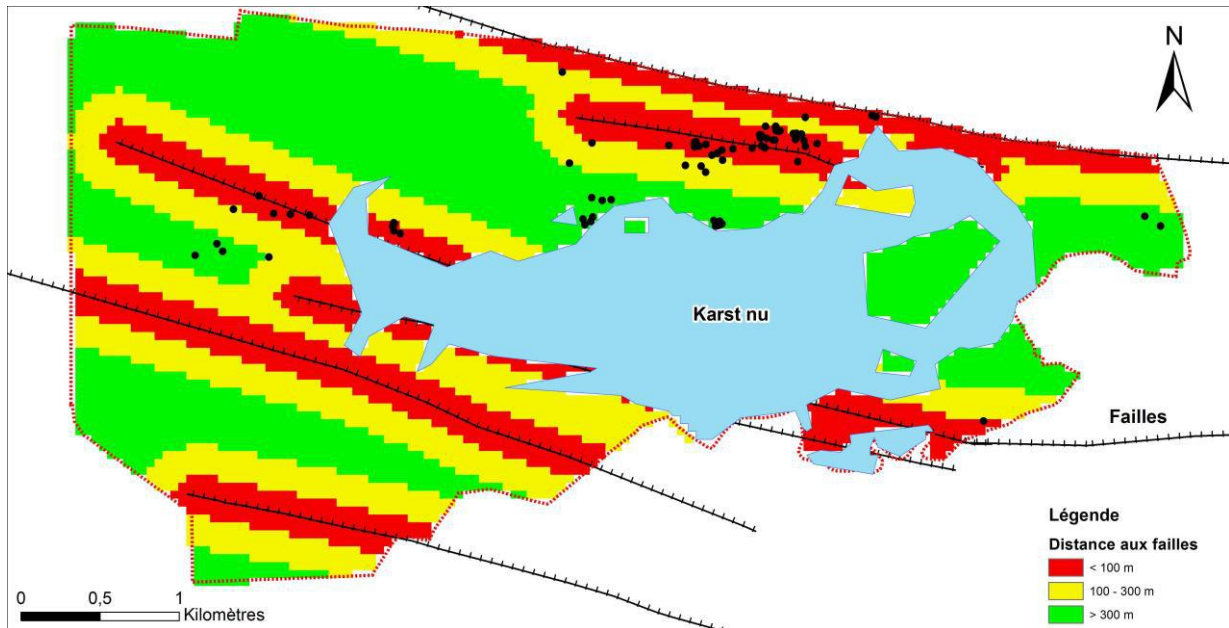 N
Karst nu
Failles
Légende
Distance aux failles
< 100 m
100 - 300 m
> 300 m
0 0,5 1
Kilomètres